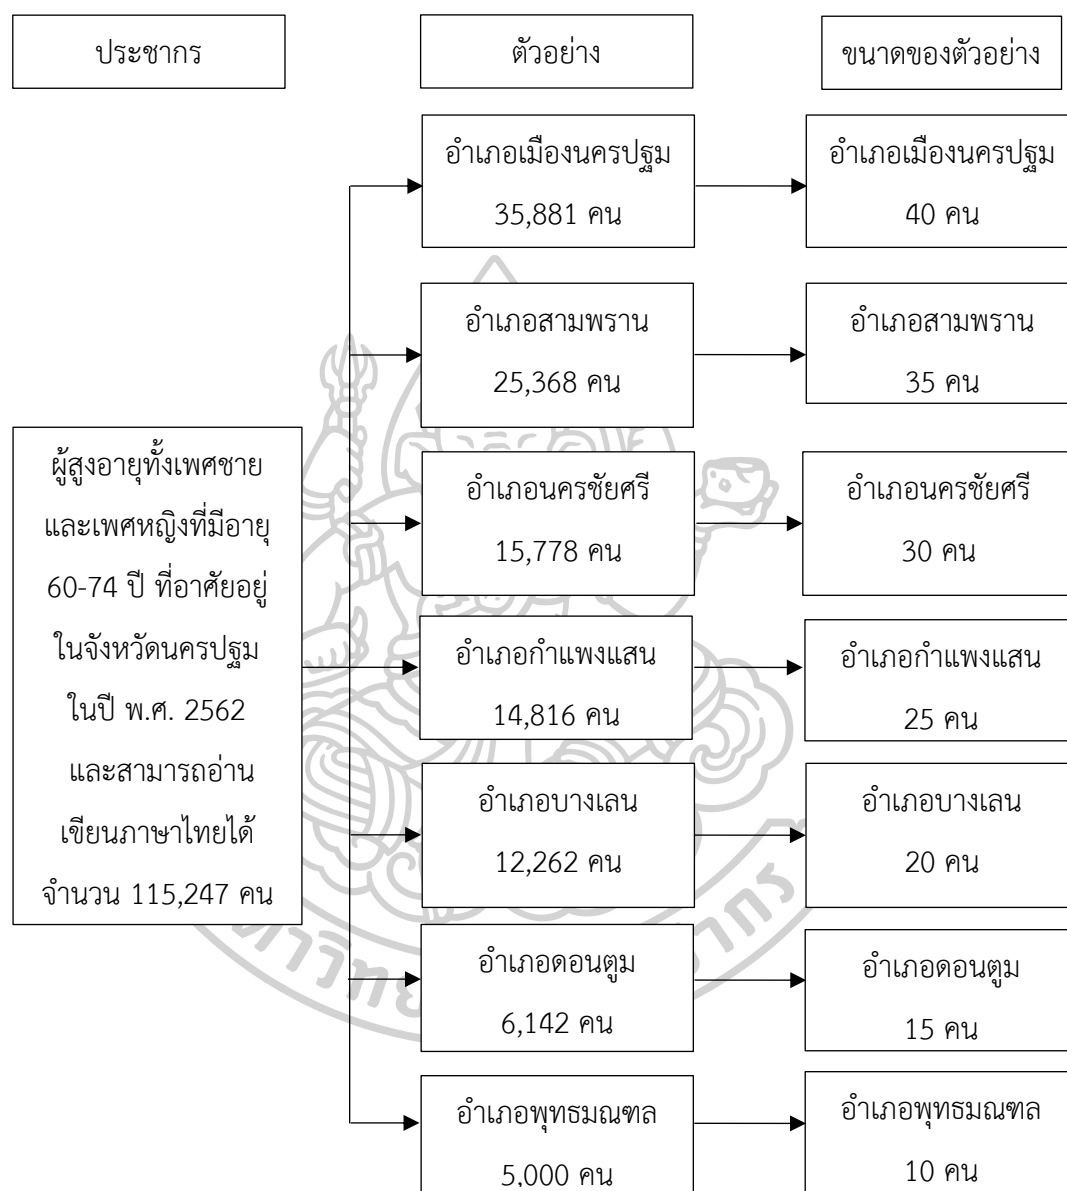 ประชากร
ตัวอย่าง
ขนาดของตัวอย่าง
ผู้สูงอายุทั้งเพศชาย
และเพศหญิงที่มีอายุ
60-74 ปี ที่อาศัยอยู่
ในจังหวัดนครปฐม
ในปี พ.ศ. 2562
และสามารถอ่าน
เขียนภาษาไทยได้
จำนวน 115,247 คน
อำเภอเมืองนครปฐม
35,881 คน
อำเภอเมืองนครปฐม
40 คน
อำเภอสามพราน
25,368 คน
อำเภอสามพราน
35 คน
อำเภอนครชัยศรี
15,778 คน
อำเภอนครชัยศรี
30 คน
อำเภอกำแพงแสน
14,816 คน
อำเภอกำแพงแสน
25 คน
อำเภอบางเลน
12,262 คน
อำเภอบางเลน
20 คน
อำเภอดอนตูม
6,142 คน
อำเภอดอนตูม
15 คน
อำเภอพุทธมณฑล
5,000 คน
อำเภอพุทธมณฑล
10 คน